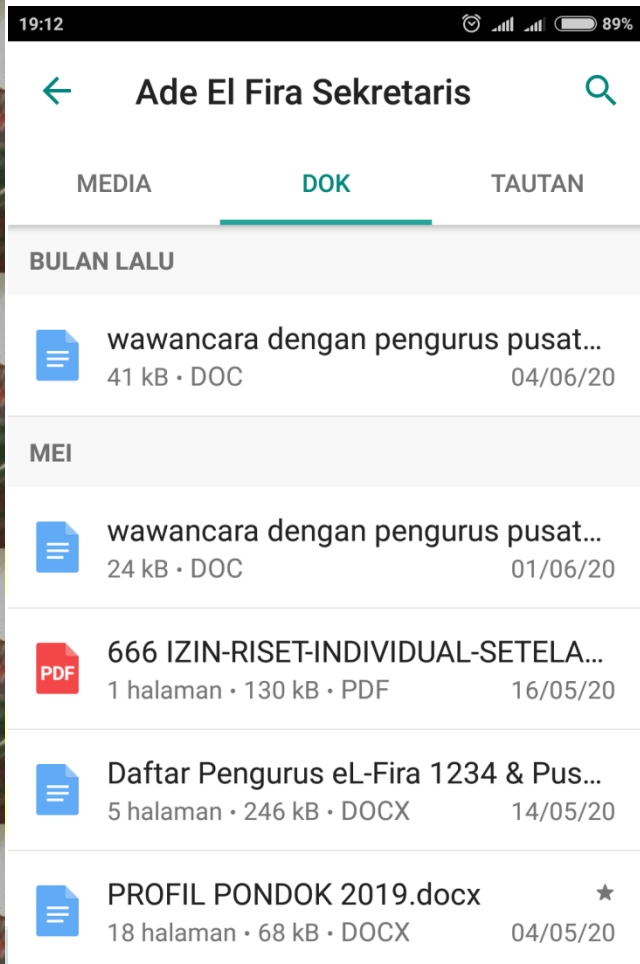 19:12 89%
Ade El Fira Sekretaris
MEDIA DOK TAUTAN
BULAN LALU
wawancara dengan pengurus pusat...
41 kB • DOC 04/06/20
MEI
wawancara dengan pengurus pusat...
24 kB • DOC 01/06/20
666 IZIN-RISET-INDIVIDUAL-SETELA...
PDF
1 halaman • 130 kB • PDF 16/05/20
Daftar Pengurus eL-Fira 1234 & Pus...
5 halaman • 246 kB • DOCX 14/05/20
PROFIL PONDOK 2019.docx
18 halaman • 68 kB • DOCX 04/05/20